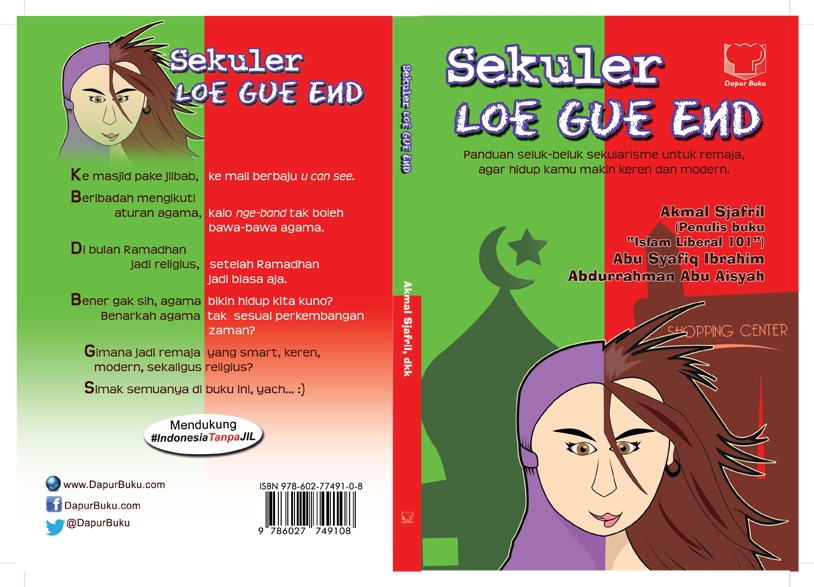 Sekuler
LOE GUE END
Ke masjid pake jilbab, ke mall berbaju u can see.
Beribadah mengikuti
aturan agama, kalo nge-band tak boleh
bawa-bawa agama.
Di bulan Ramadhan
jadi religius, setelah Ramadhan
jadi biasa aja.
Bener gak sih, agama bikin hidup kita kuno?
Benarkah agama tak sesuai perkembangan
zaman?
Gimana jadi remaja yang smart, keren,
modern, sekaligus religius?
Simak semuanya di buku ini, yach... :)
Mendukung
#IndonesiaTanpaJIL
www.DapurBuku.com
DapurBuku.com
@DapurBuku
ISBN 978-602-77491-0-8
9 786027 749108
Sekuler LOE GUE END
Akmal Sjafril, dkk
Dapur Buku
Sekuler
LOE GUE END
Panduan seluk-beluk sekularisme untuk remaja,
agar hidup kamu makin keren dan modern.
Akmal Sjafril
(Penulis buku
"Islam Liberal 101")
Abu Syafiq Ibrahim
Abdurrahman Abu Aisyah
SHOPPING CENTER